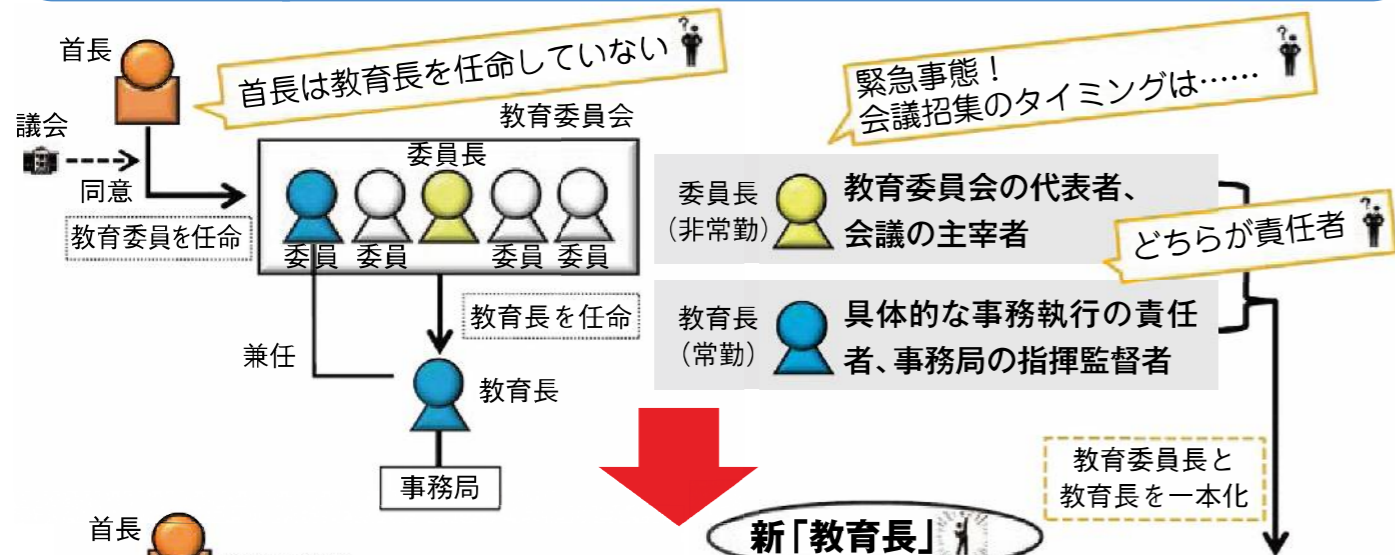 首長
首長は教育長を任命していない
議会
同意
教育委員を任命
教育委員会
委員長
委員 委員 委員 委員
教育長を任命
兼任
教育長
事務局
緊急事態！
会議招集のタイミングは……
委員長
（非常勤）
教育委員会の代表者、
会議の主宰者
どちらが責任者
教育長
（常勤）
具体的な事務執行の責任
者、事務局の指揮監督者
教育委員長と
教育長を一本化
首長
新「教育長」